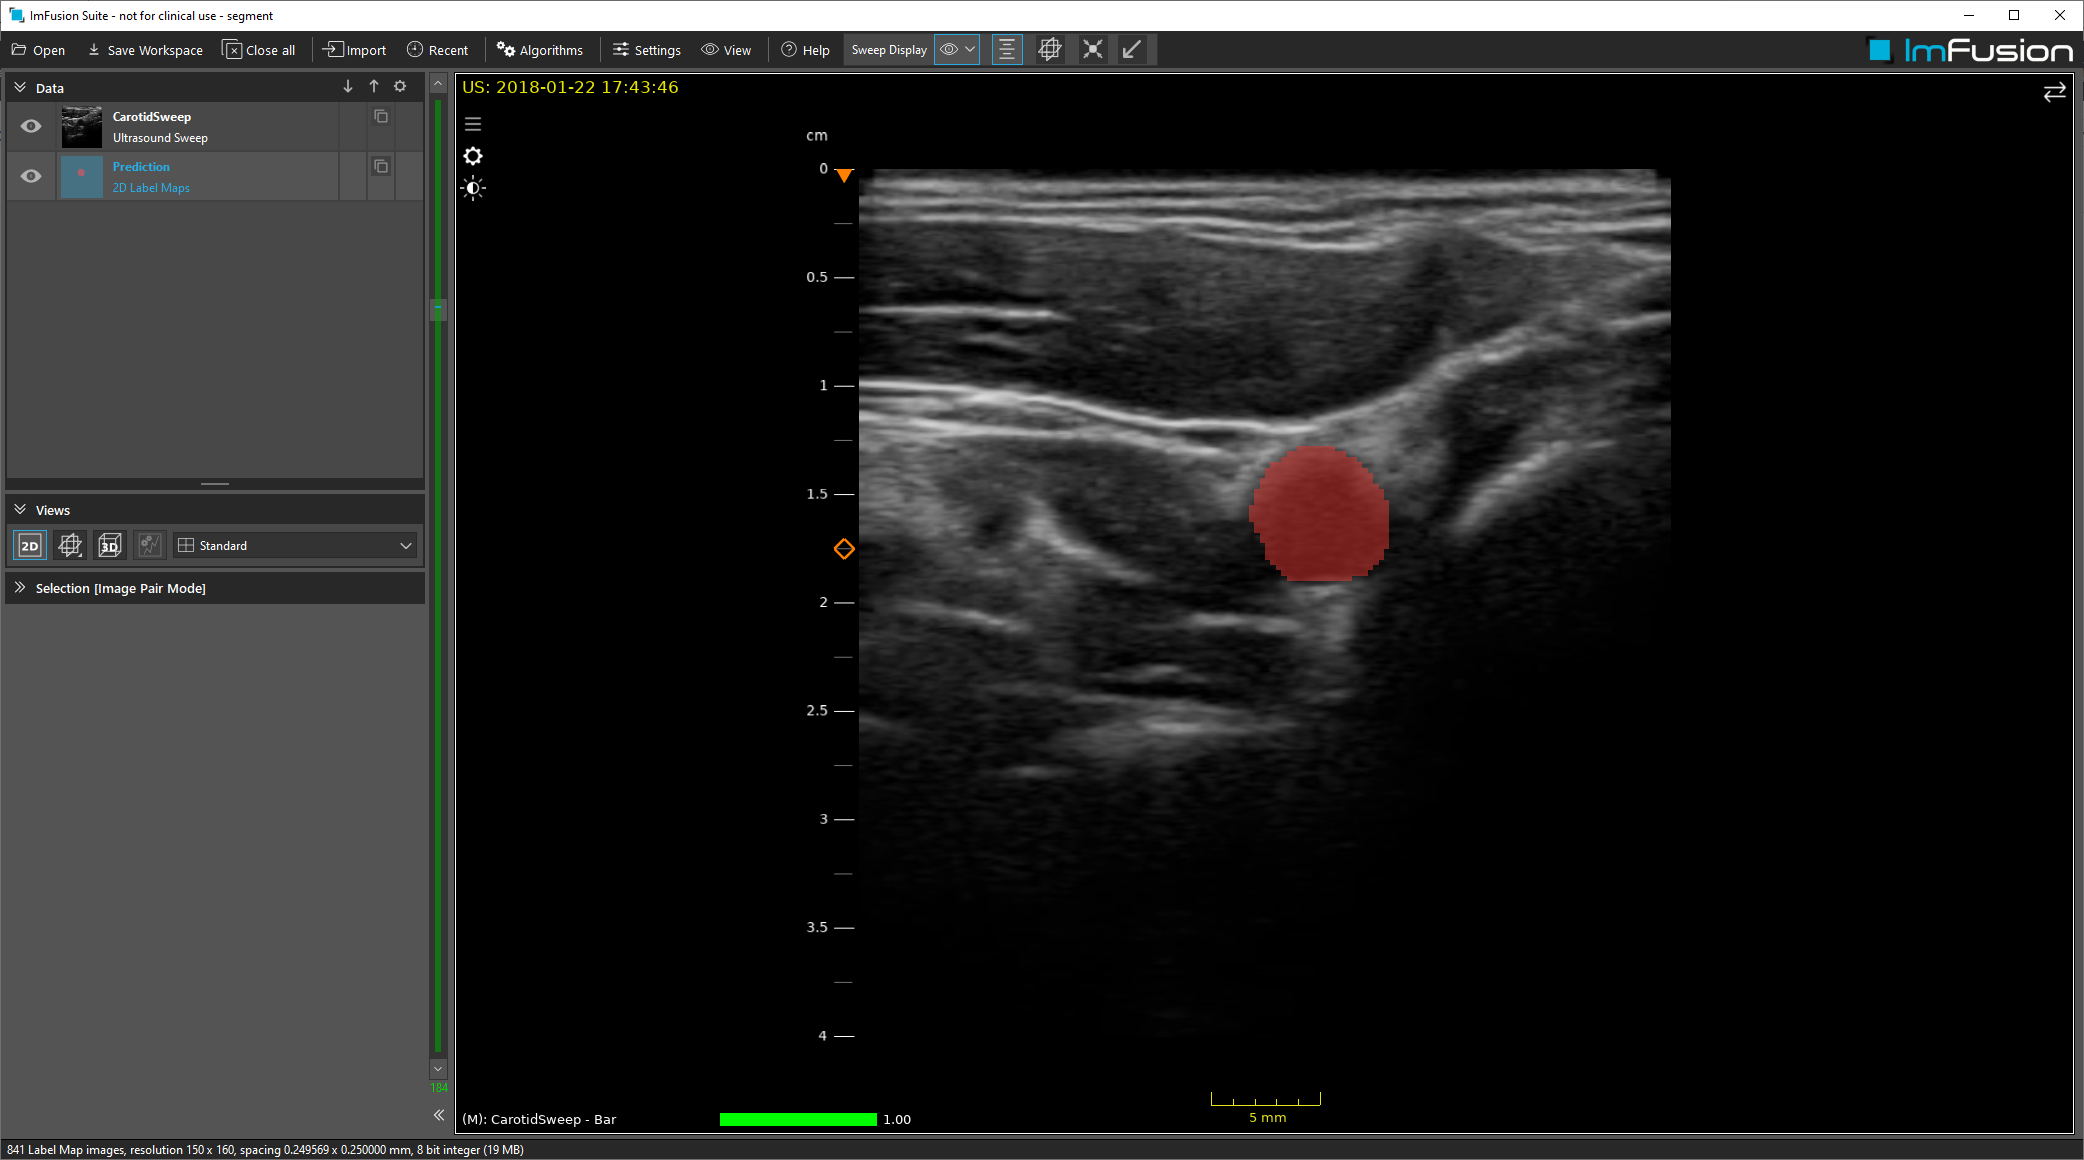 ImFusion Suite - not for clinical use - segment
Open
Save Workspace
Close all
Import
Recent
Algorithms
Settings
View
Help
Sweep Display
ImFusion
Data
CarotidSweep
Ultrasound Sweep
Prediction
2D Label Maps
Views
2D
3D
Standard
Selection [Image Pair Mode]
184
US: 2018-01-22 17:43:46
cm
0
0.5
1
1.5
2
2.5
3
3.5
4
(M): CarotidSweep - Bar
1.00
5 mm
841 Label Map images, resolution 150 x 160, spacing 0.249569 x 0.250000 mm, 8 bit integer (19 MB)